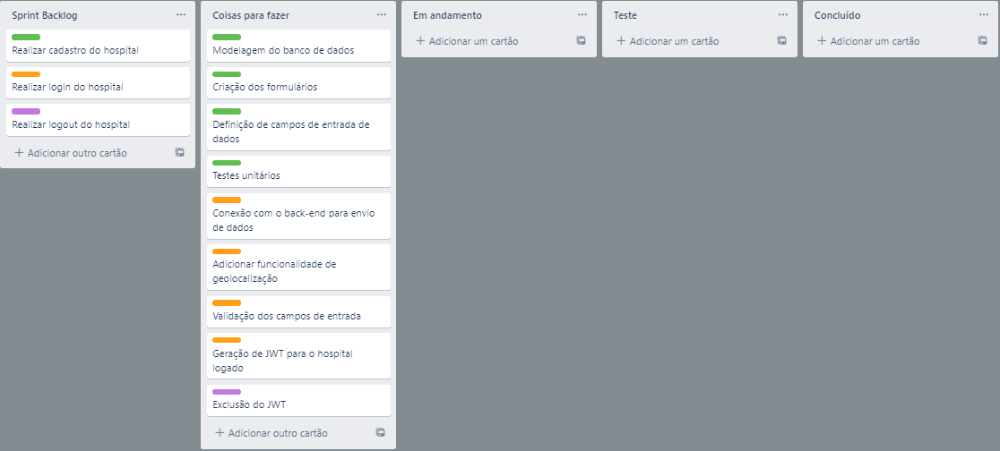 Sprint Backlog
Realizar cadastro do hospital
Realizar login do hospital
Realizar logout do hospital
Adicionar outro cartão
Coisas para fazer
Modelagem do banco de dados
Criação dos formulários
Definição de campos de entrada de
dados
Testes unitários
Conexão com o back-end para envio
de dados
Adicionar funcionalidade de
geolocalização
Validação dos campos de entrada
Geração de JWT para o hospital
logado
Exclusão do JWT
Adicionar outro cartão
Em andamento
Adicionar um cartão
Teste
Adicionar um cartão
Concluído
Adicionar um cartão